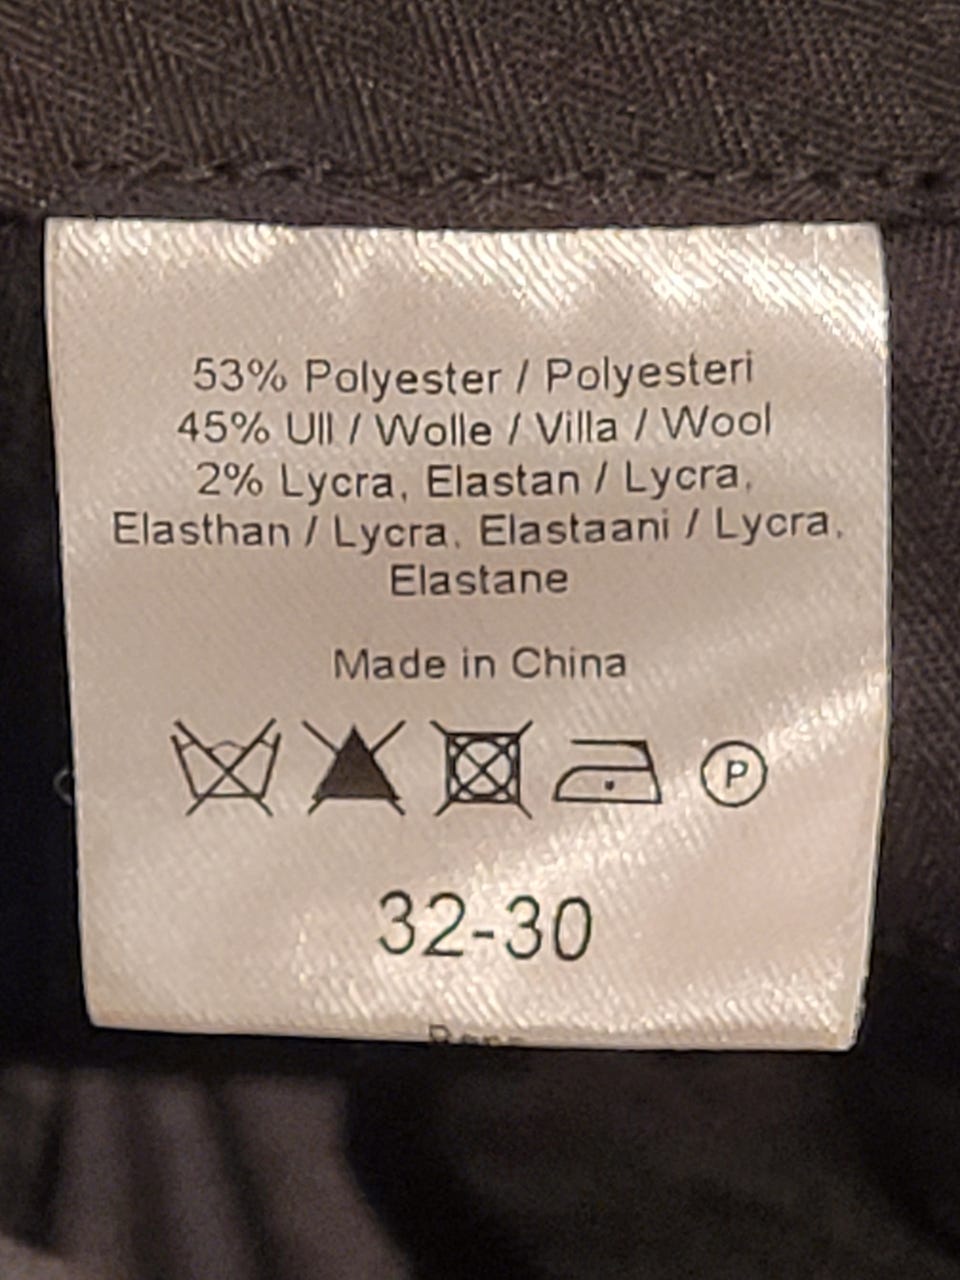 53% Polyester / Polyesteri
45% Ull / Wolle / Villa / Wool
2% Lycra, Elastan / Lycra,
Elasthan / Lycra, Elastaani / Lycra,
Elastane
Made in China
P
32-30